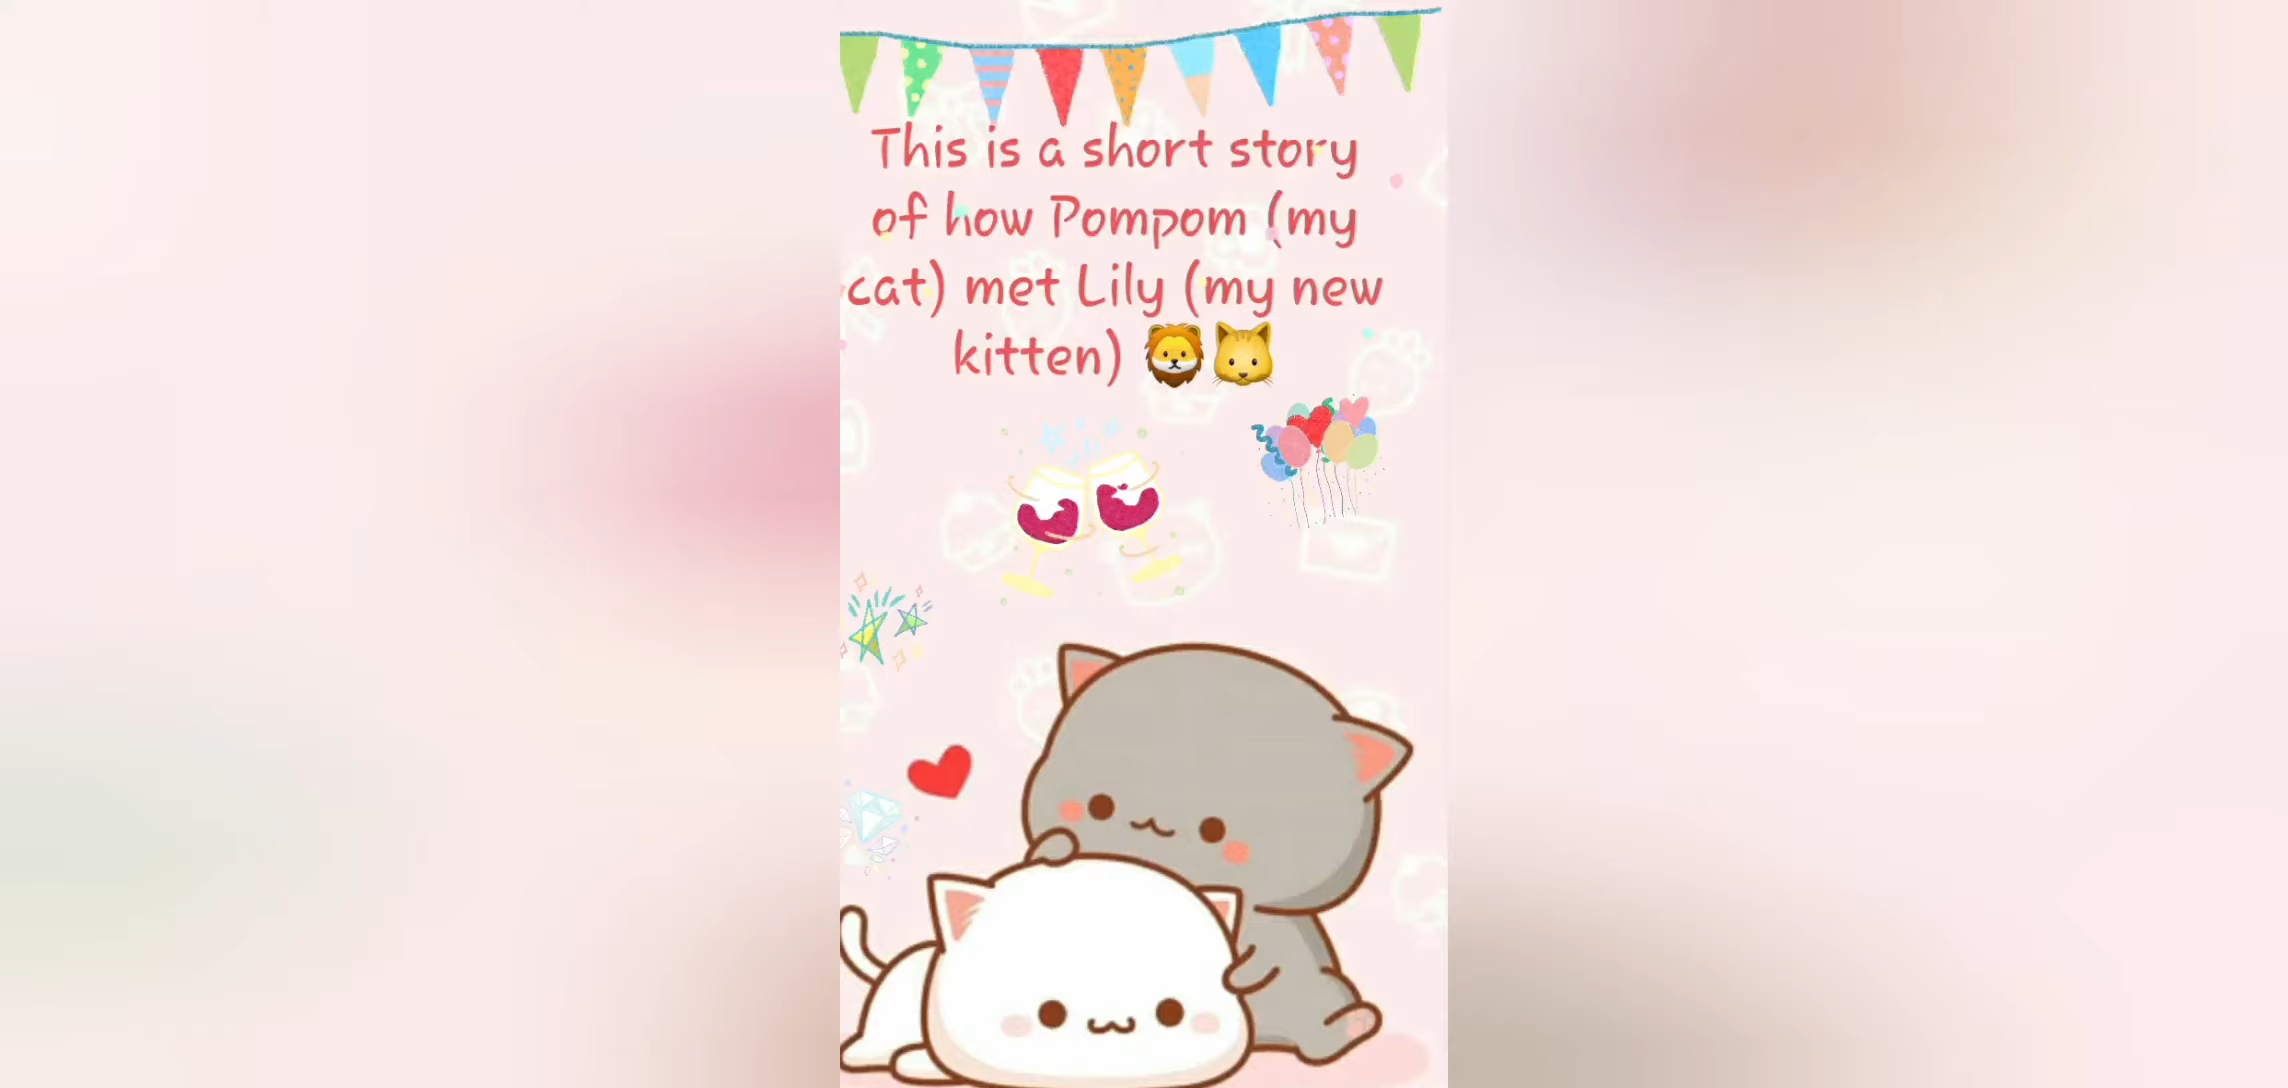 This is a short story
of how Pompom (my
cat) met Lily (my new
kitten) 🦁🐱